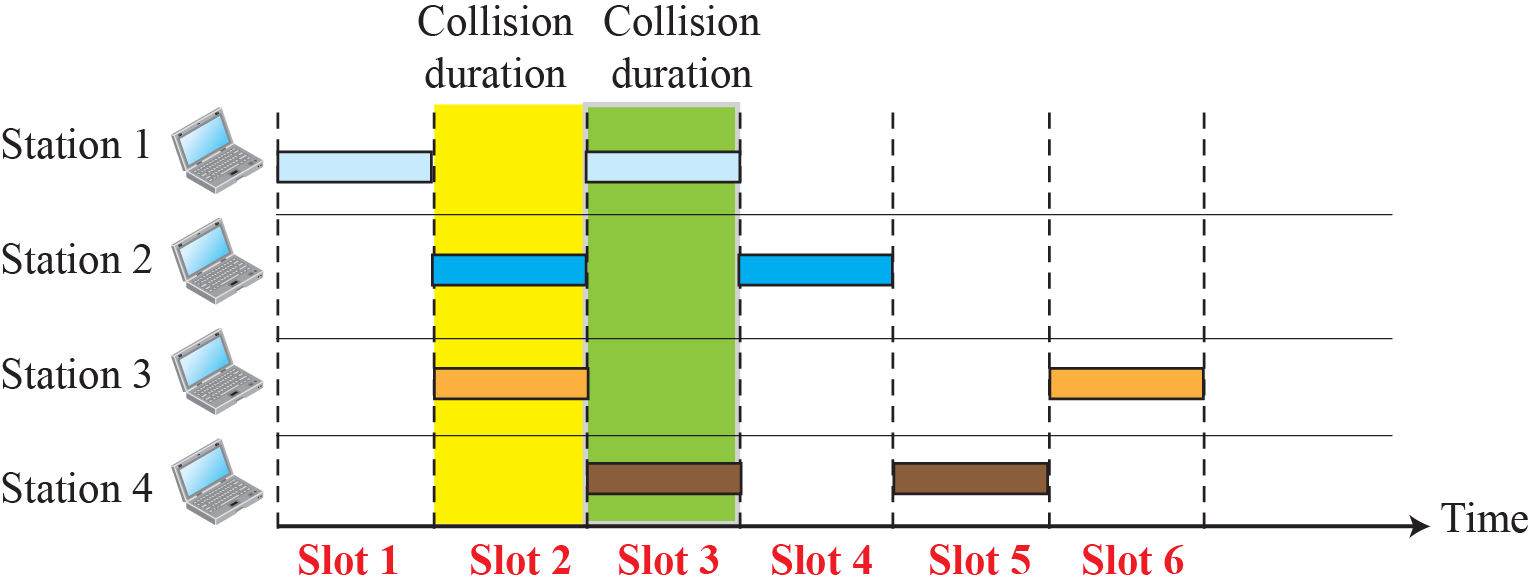 Collision Collision
duration duration
Station 1
Station 2
Station 3
Station 4
Time
Slot 1 Slot 2 Slot 3 Slot 4 Slot 5 Slot 6